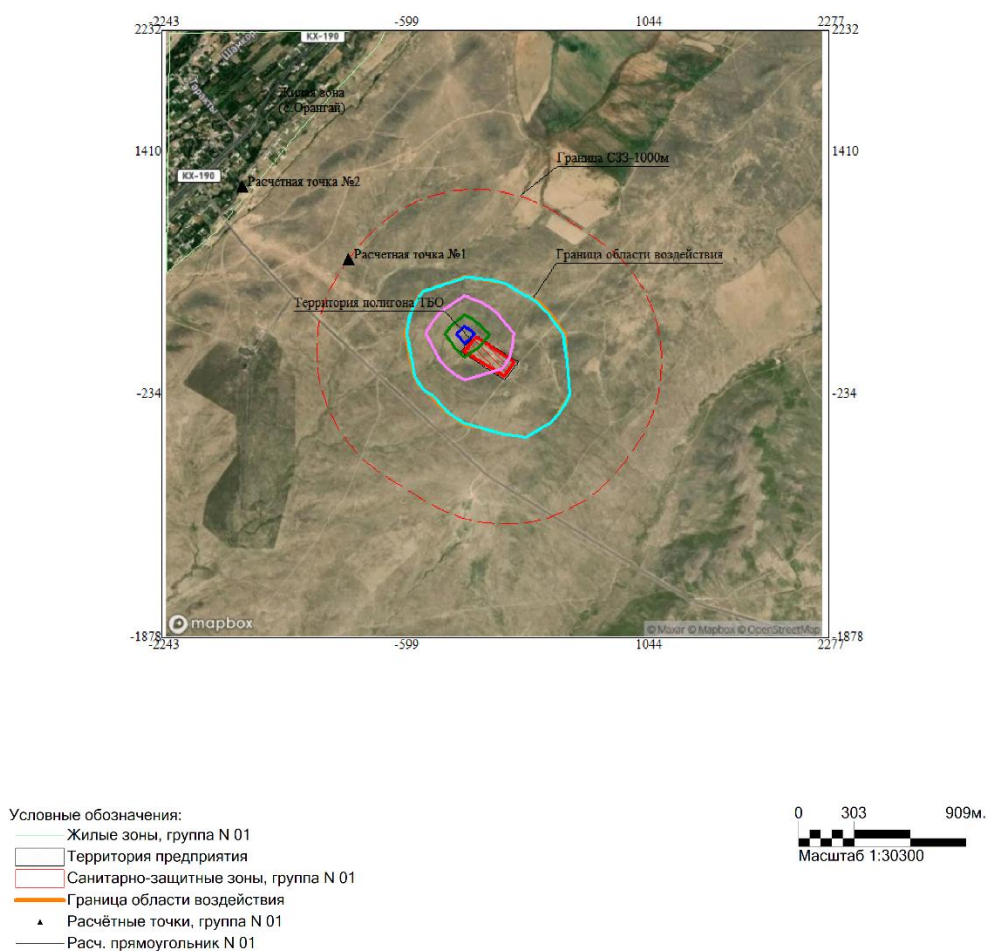 -2243 -599 1044 2277
2232 2232
КХ-190
Шамкор
Тарихты
Жилая зона
(с.Орангай)
1410 1410
Граница СЗЗ-1000м
КХ-190
Расчетная точка №2
Расчетная точка №1
Граница области воздействия
Территория полигона ТБО
-234 -234
mapbox
© Maxar © Mapbox © OpenStreetMap
-1878 -1878
-2243 -599 1044 2277
Условные обозначения:
Жилые зоны, группа N 01
Территория предприятия
Санитарно-защитные зоны, группа N 01
Граница области воздействия
Расчётные точки, группа N 01
Расч. прямоугольник N 01
0 303 909м.
Масштаб 1:30300